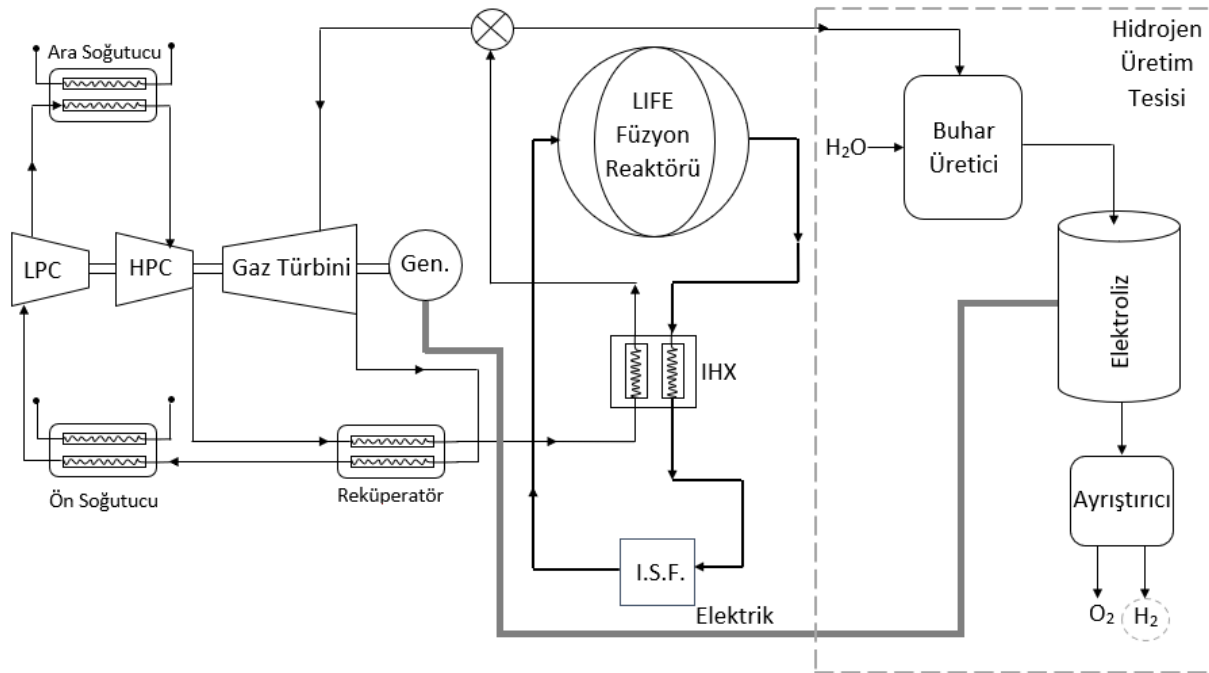 Ara Soğutucu
LPC
HPC
Gaz Türbini
Gen.
Ön Soğutucu
Reküperatör
LIFE
Füzyon
Reaktörü
IHX
I.S.F.
Elektrik
Hidrojen
Üretim
Tesisi
H₂O
Buhar
Üretici
Elektroliz
Ayrıştırıcı
O₂
H₂